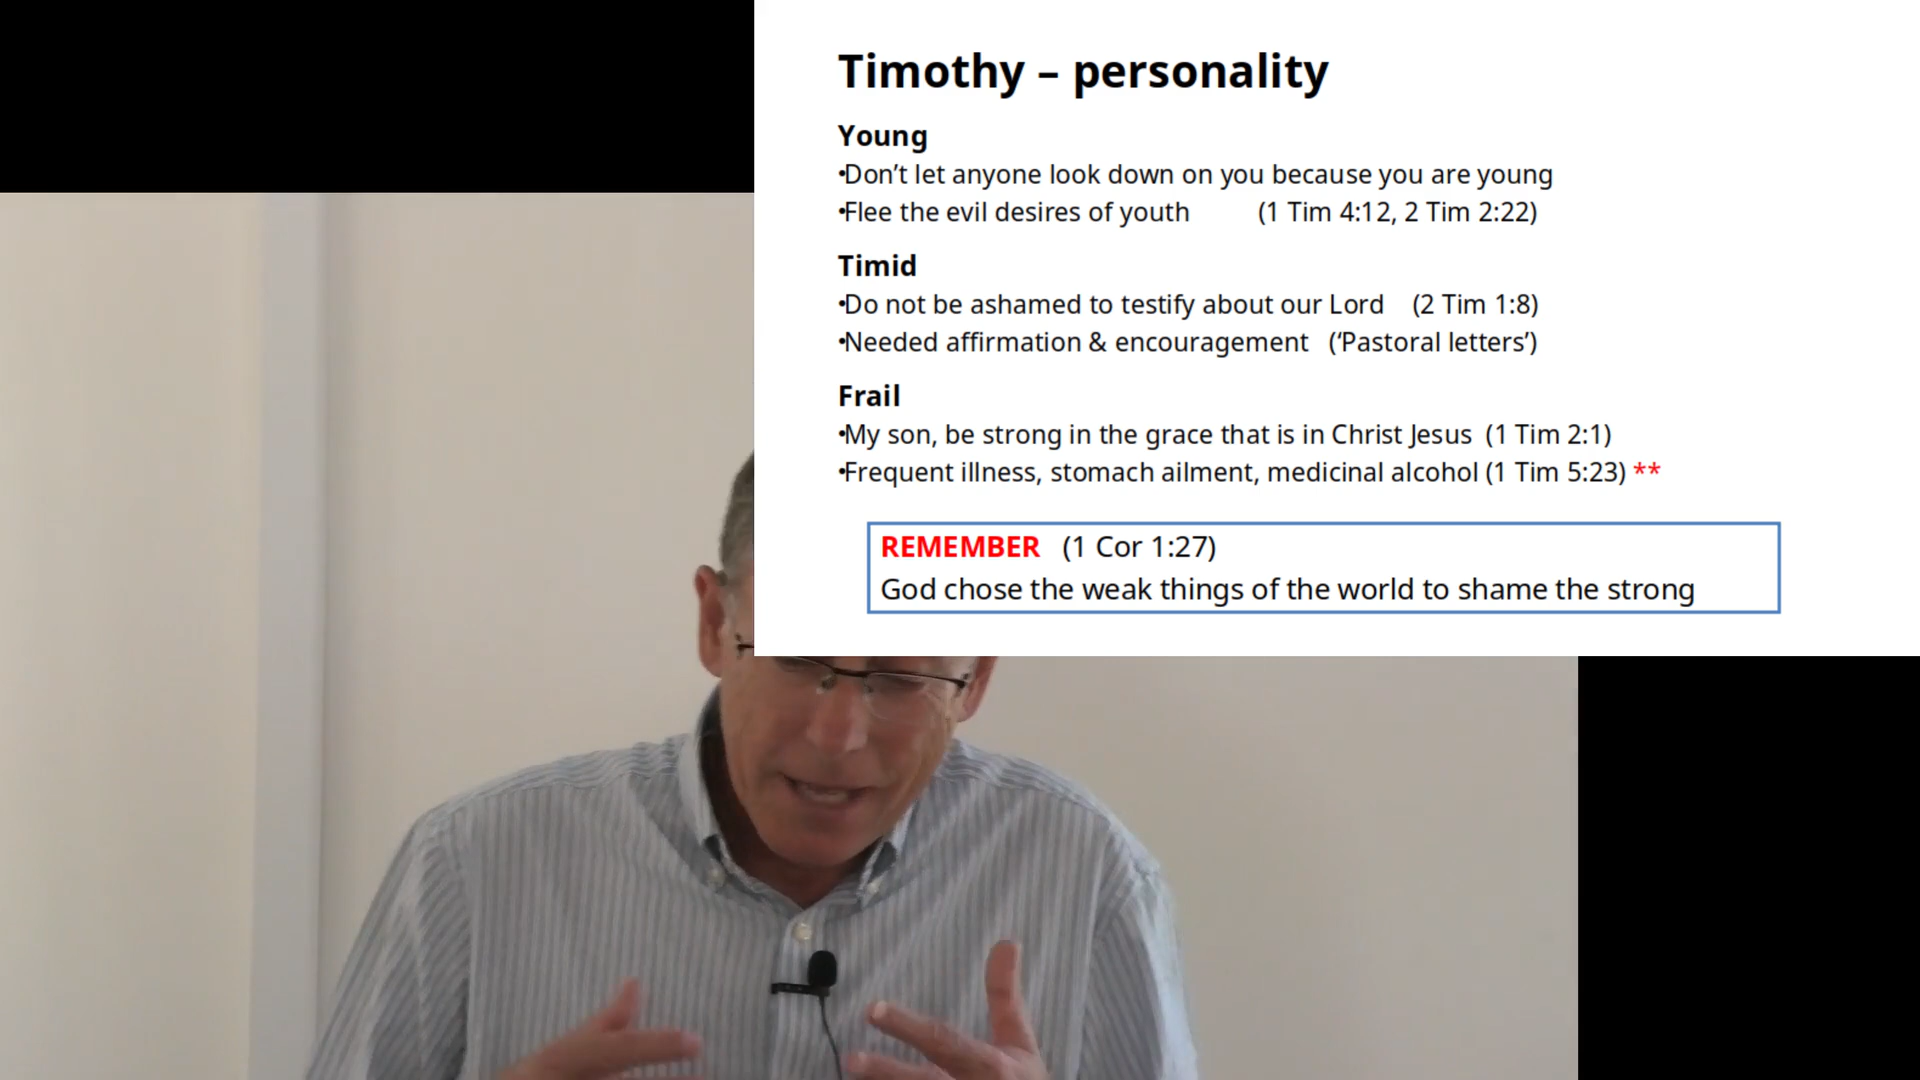 Timothy – personality
Young
•Don’t let anyone look down on you because you are young
•Flee the evil desires of youth (1 Tim 4:12, 2 Tim 2:22)
Timid
•Do not be ashamed to testify about our Lord (2 Tim 1:8)
•Needed affirmation & encouragement (‘Pastoral letters’)
Frail
•My son, be strong in the grace that is in Christ Jesus (1 Tim 2:1)
•Frequent illness, stomach ailment, medicinal alcohol (1 Tim 5:23) **
REMEMBER (1 Cor 1:27)
God chose the weak things of the world to shame the strong